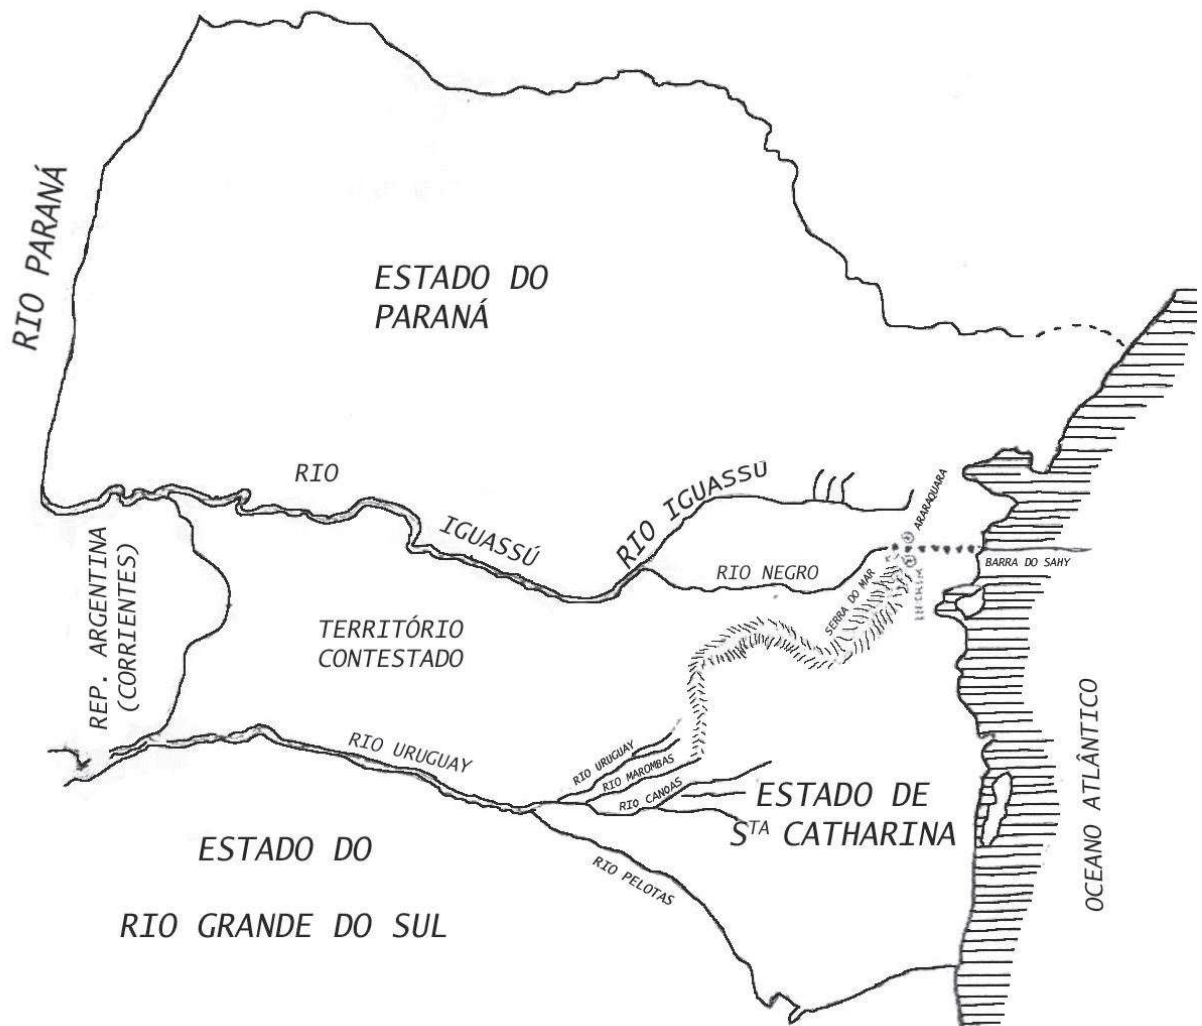 RIO PARANÁ
ESTADO DO
PARANÁ
RIO
IGUASSÚ
RIO IGUASSÚ
ARARAQUARA
RIO NEGRO
BARRA DO SAHY
SERRA DO MAR
TERRITÓRIO
CONTESTADO
REP. ARGENTINA
(CORRIENTES)
RIO URUGUAY
RIO URUGUAY
RIO MAROMBAS
RIO CANOAS
ESTADO DE
STA CATHARINA
OCEANO ATLÂNTICO
ESTADO DO
RIO GRANDE DO SUL
RIO PELOTAS